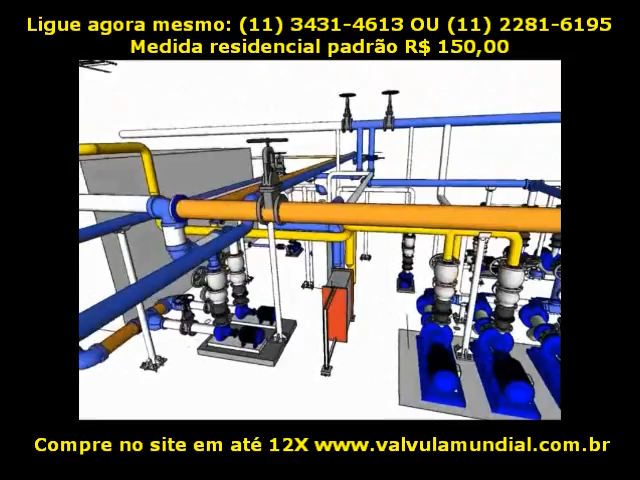 Ligue agora mesmo: (11) 3431-4613 OU (11) 2281-6195
Medida residencial padrão R$ 150,00
Compre no site em até 12X www.valvulamundial.com.br